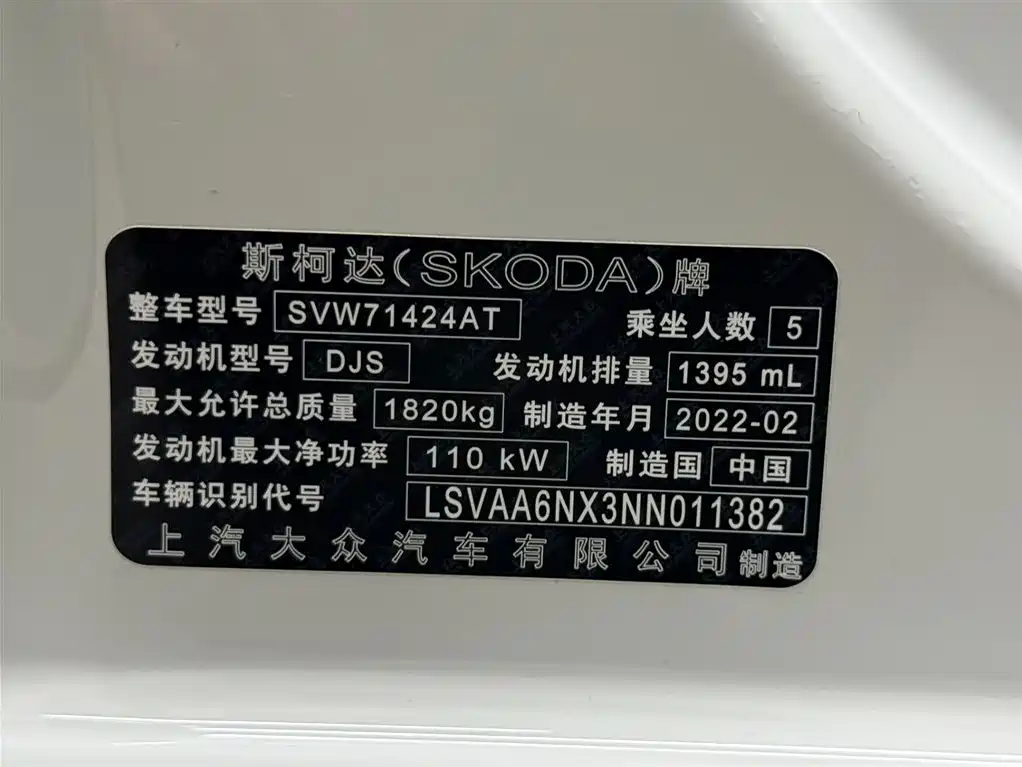 斯柯达(SKODA)牌
整车型号 SVW71424AT 乘坐人数 5
发动机型号 DJS 发动机排量 1395 mL
最大允许总质量 1820kg 制造年月 2022-02
发动机最大净功率 110 kW 制造国 中国
车辆识别代号 LSVAA6NX3NN011382
上汽大众汽车有限公司制造